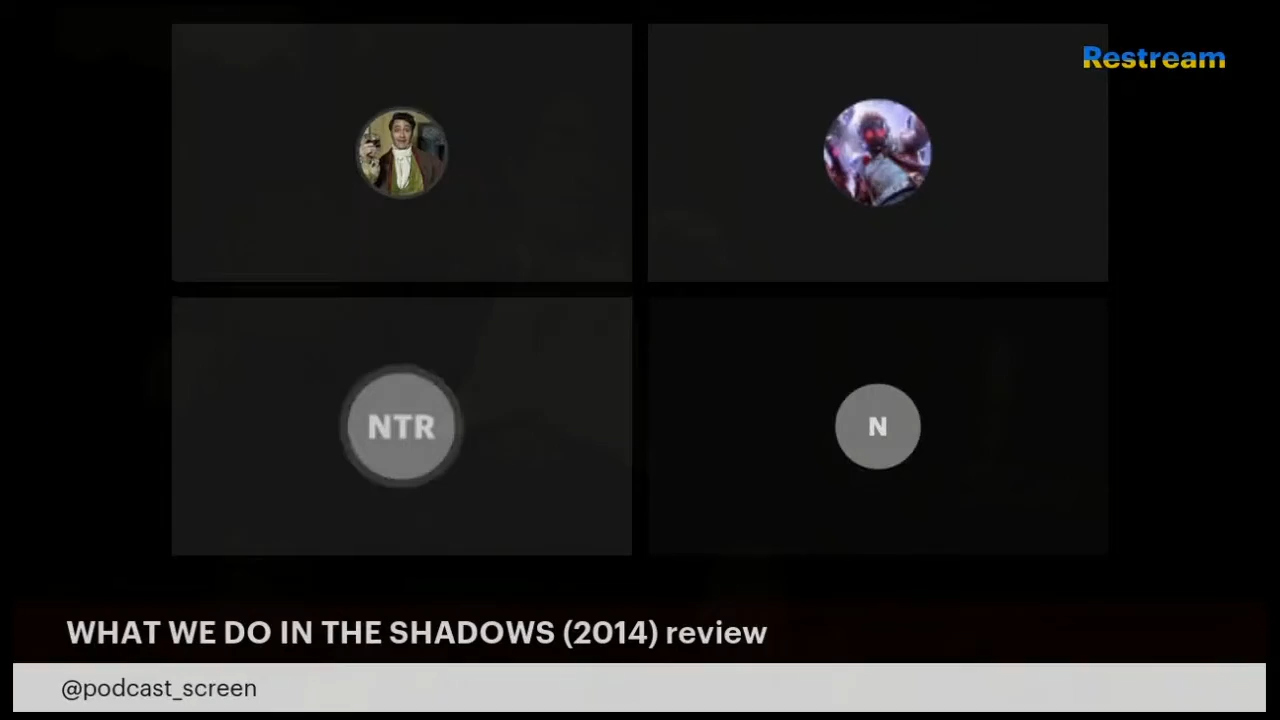 Restream
NTR
N
WHAT WE DO IN THE SHADOWS (2014) review
@podcast_screen